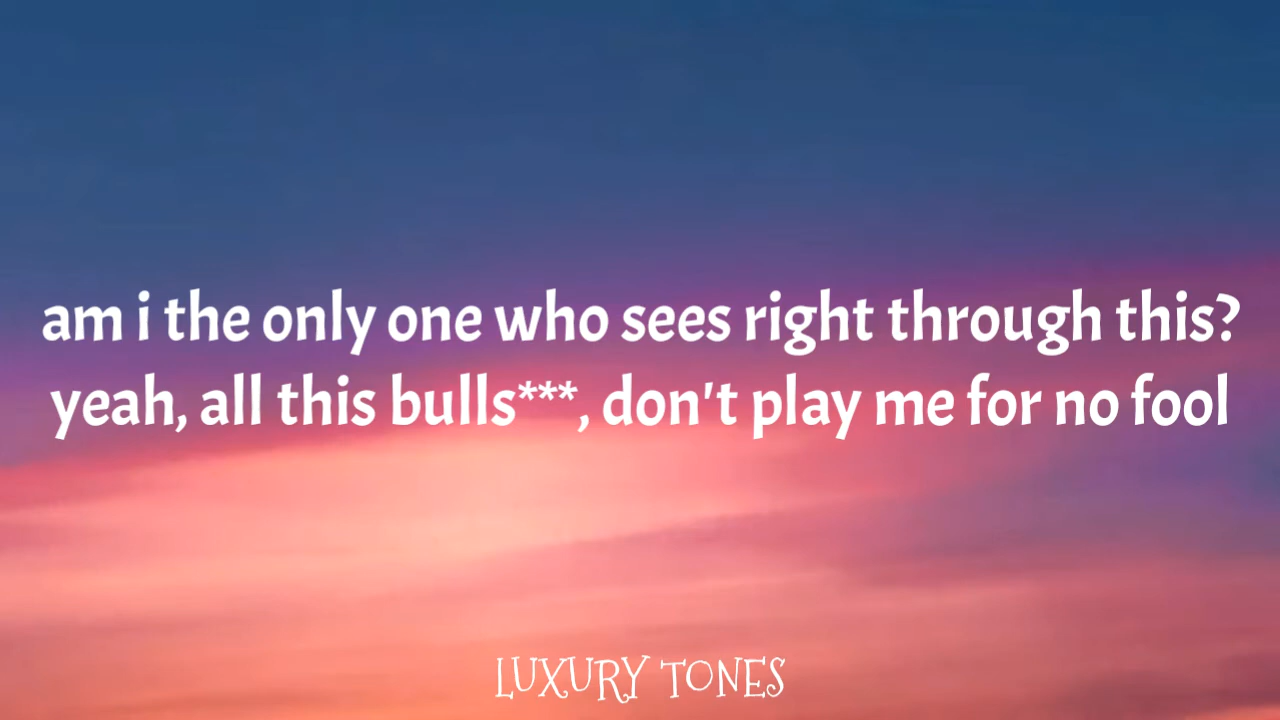 am i the only one who sees right through this?
yeah, all this bulls***, don't play me for no fool
LUXURY TONES